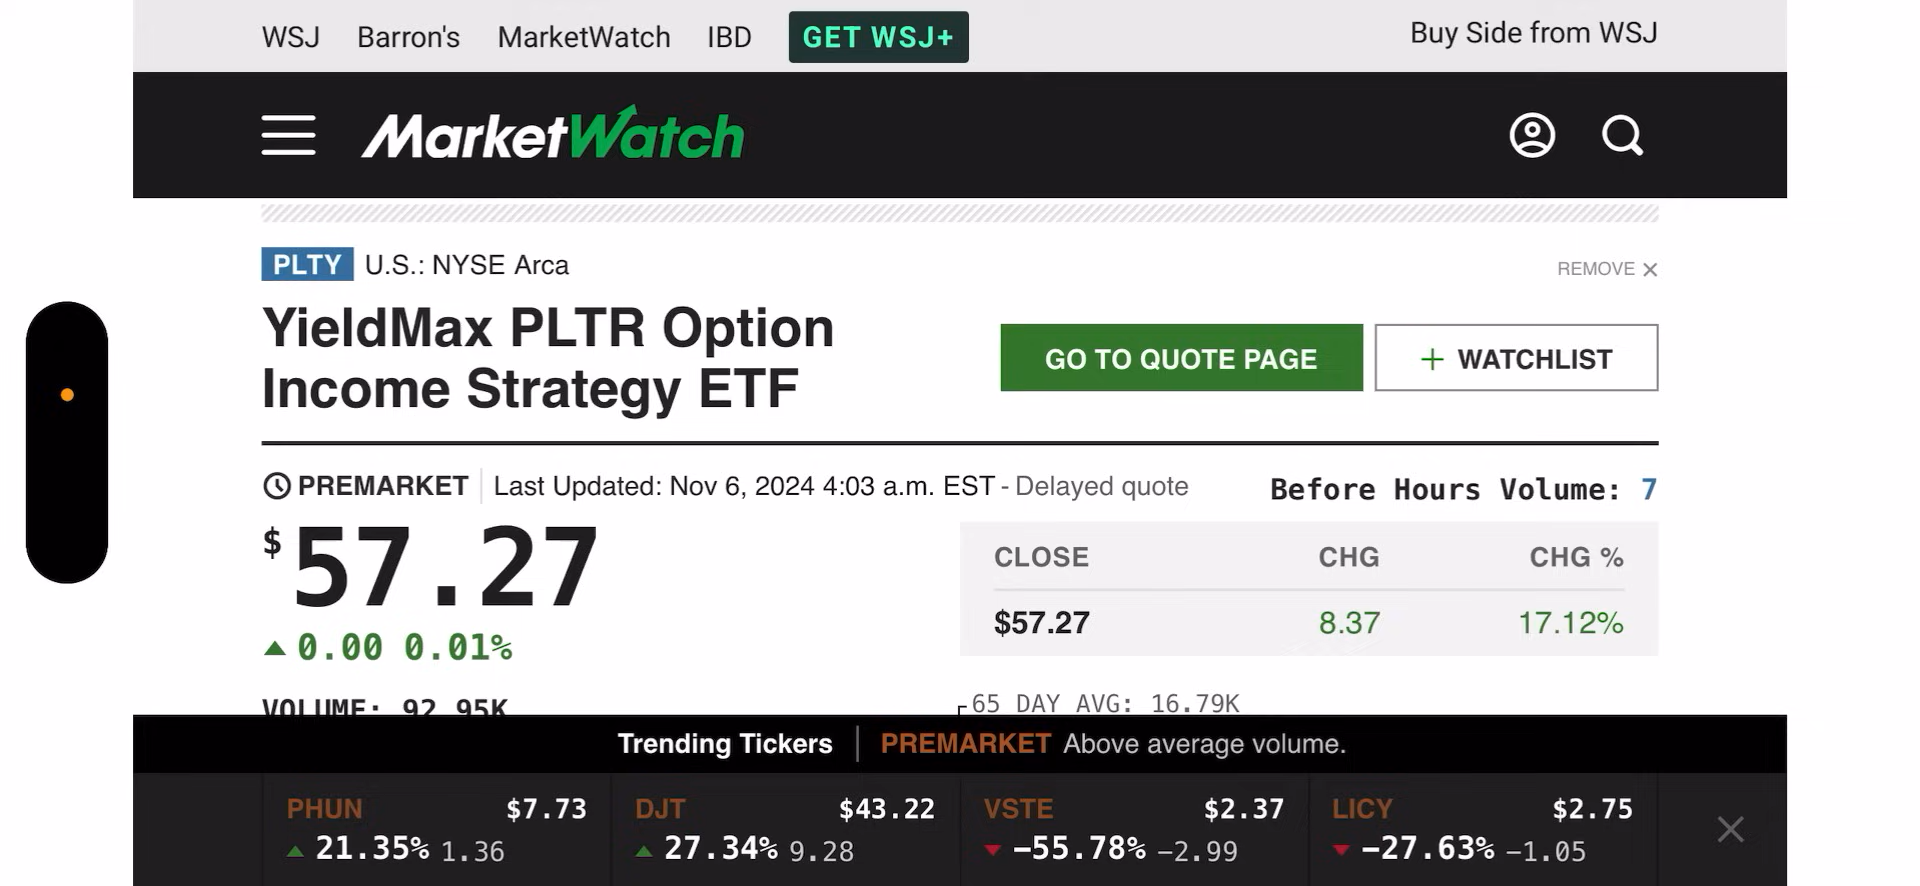 WSJ Barron's MarketWatch IBD GET WSJ+ Buy Side from WSJ
MarketWatch
PLTY U.S.: NYSE Arca REMOVE
YieldMax PLTR Option
Income Strategy ETF
GO TO QUOTE PAGE + WATCHLIST
PREMARKET Last Updated: Nov 6, 2024 4:03 a.m. EST - Delayed quote Before Hours Volume: 7
$57.27
0.00 0.01%
CLOSE CHG CHG %
$57.27 8.37 17.12%
VOLUME: 92.95K 65 DAY AVG: 16.79K
Trending Tickers PREMARKET Above average volume.
PHUN $7.73 DJT $43.22 VSTE $2.37 LICY $2.75
21.35% 1.36 27.34% 9.28 −55.78% −2.99 −27.63% −1.05